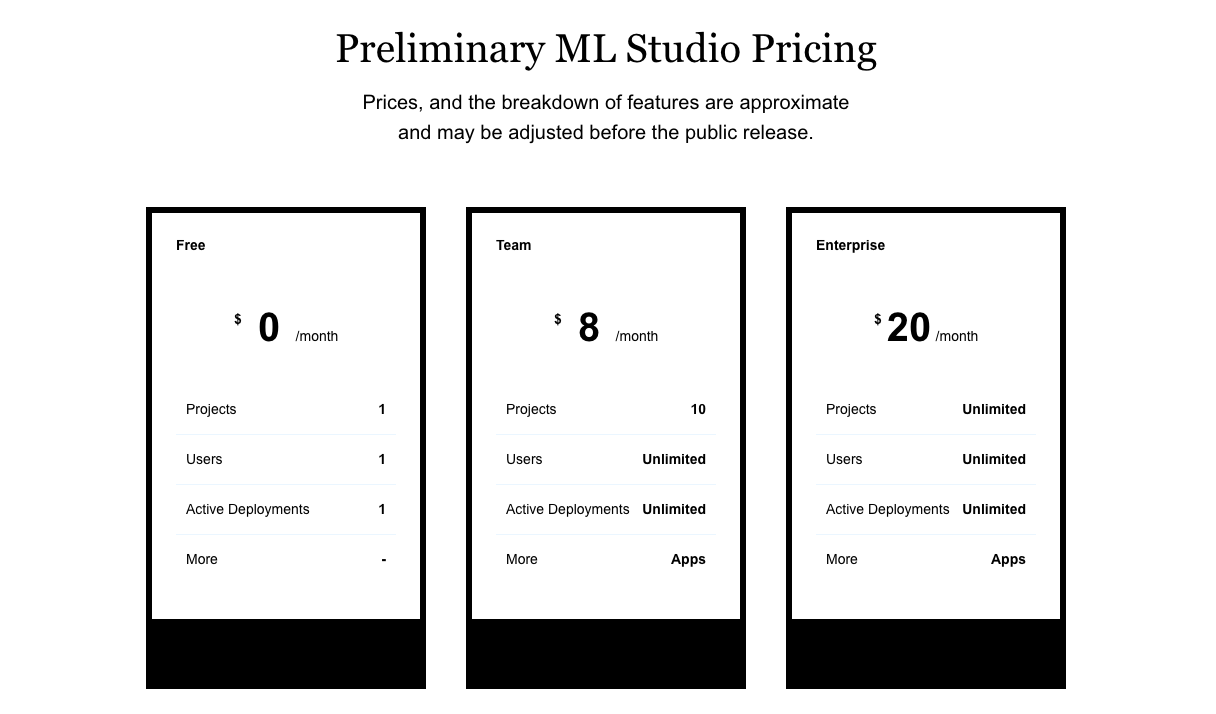 Preliminary ML Studio Pricing
Prices, and the breakdown of features are approximate
and may be adjusted before the public release.
Free
$ 0 /month
Projects 1
Users 1
Active Deployments 1
More -
Team
$ 8 /month
Projects 10
Users Unlimited
Active Deployments Unlimited
More Apps
Enterprise
$ 20 /month
Projects Unlimited
Users Unlimited
Active Deployments Unlimited
More Apps